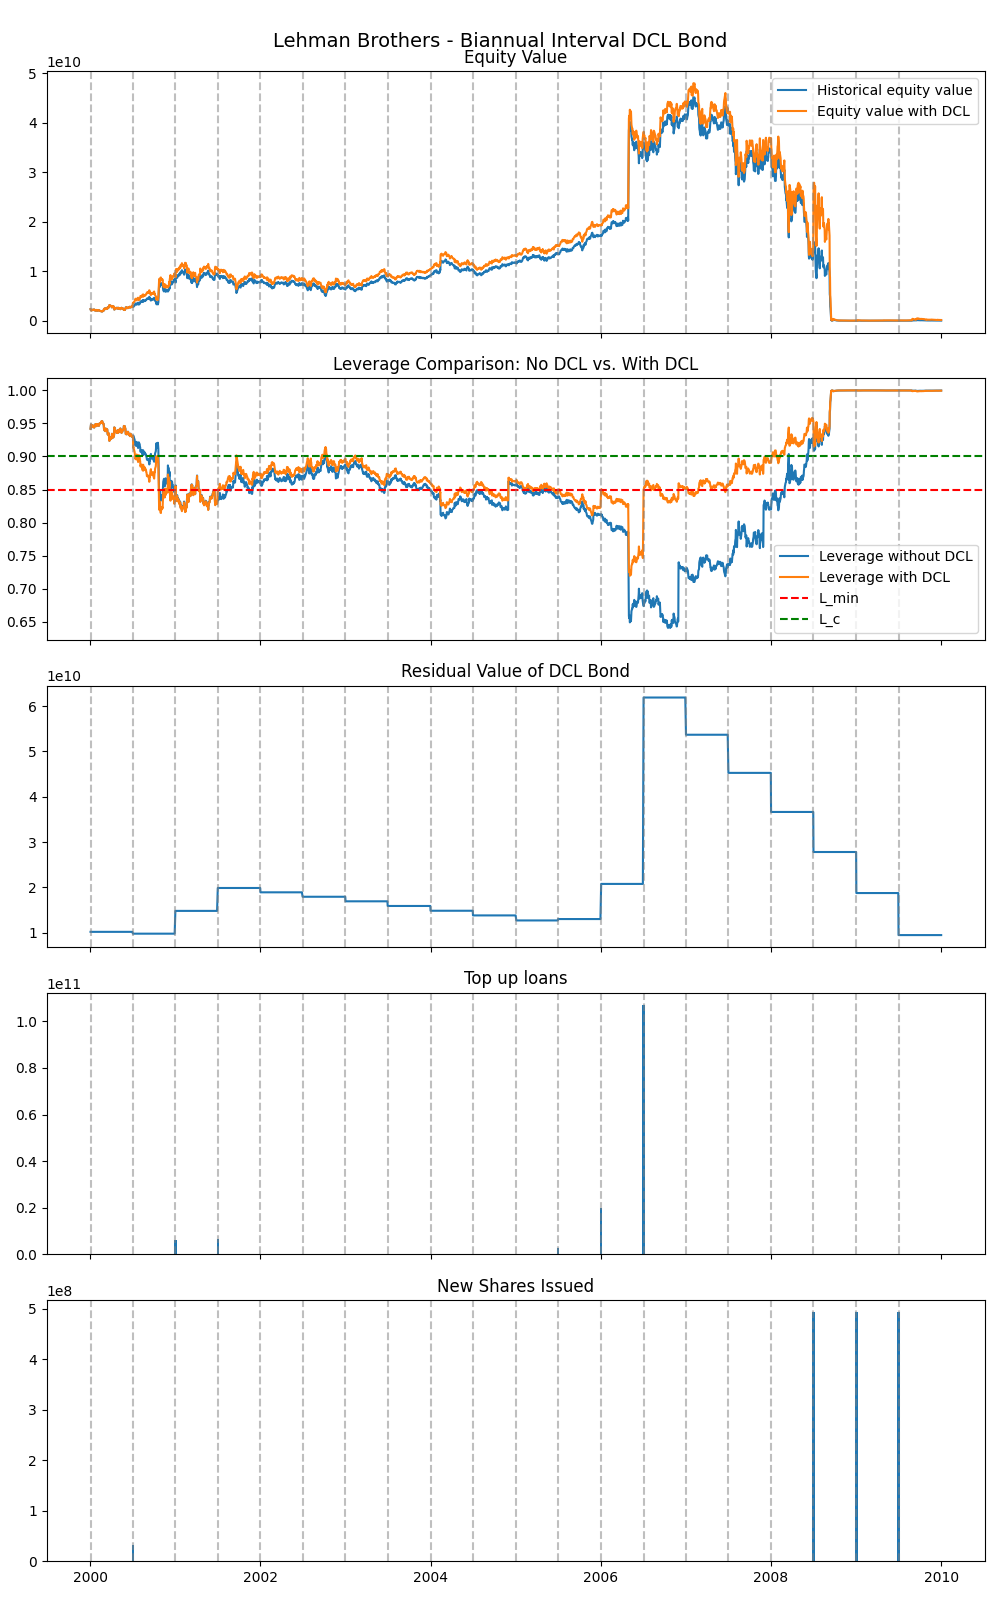 Lehman Brothers - Biannual Interval DCL Bond
Equity Value
1e10
5
4
3
2
1
0
Historical equity value
Equity value with DCL
Leverage Comparison: No DCL vs. With DCL
1.00
0.95
0.90
0.85
0.80
0.75
0.70
0.65
Leverage without DCL
Leverage with DCL
L_min
L_c
Residual Value of DCL Bond
1e10
6
5
4
3
2
1
Top up loans
1e11
1.0
0.8
0.6
0.4
0.2
0.0
New Shares Issued
1e8
5
4
3
2
1
0
2000 2002 2004 2006 2008 2010